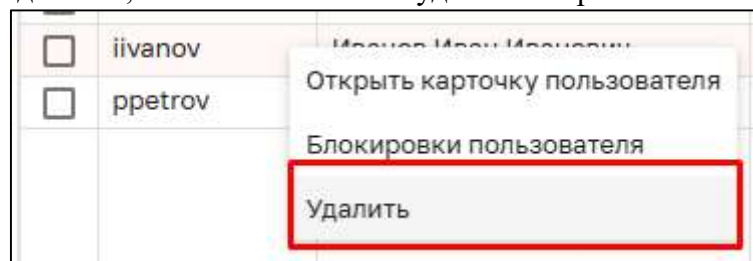 iivanov
Открыть карточку пользователя
ppetrov
Блокировки пользователя
Удалить